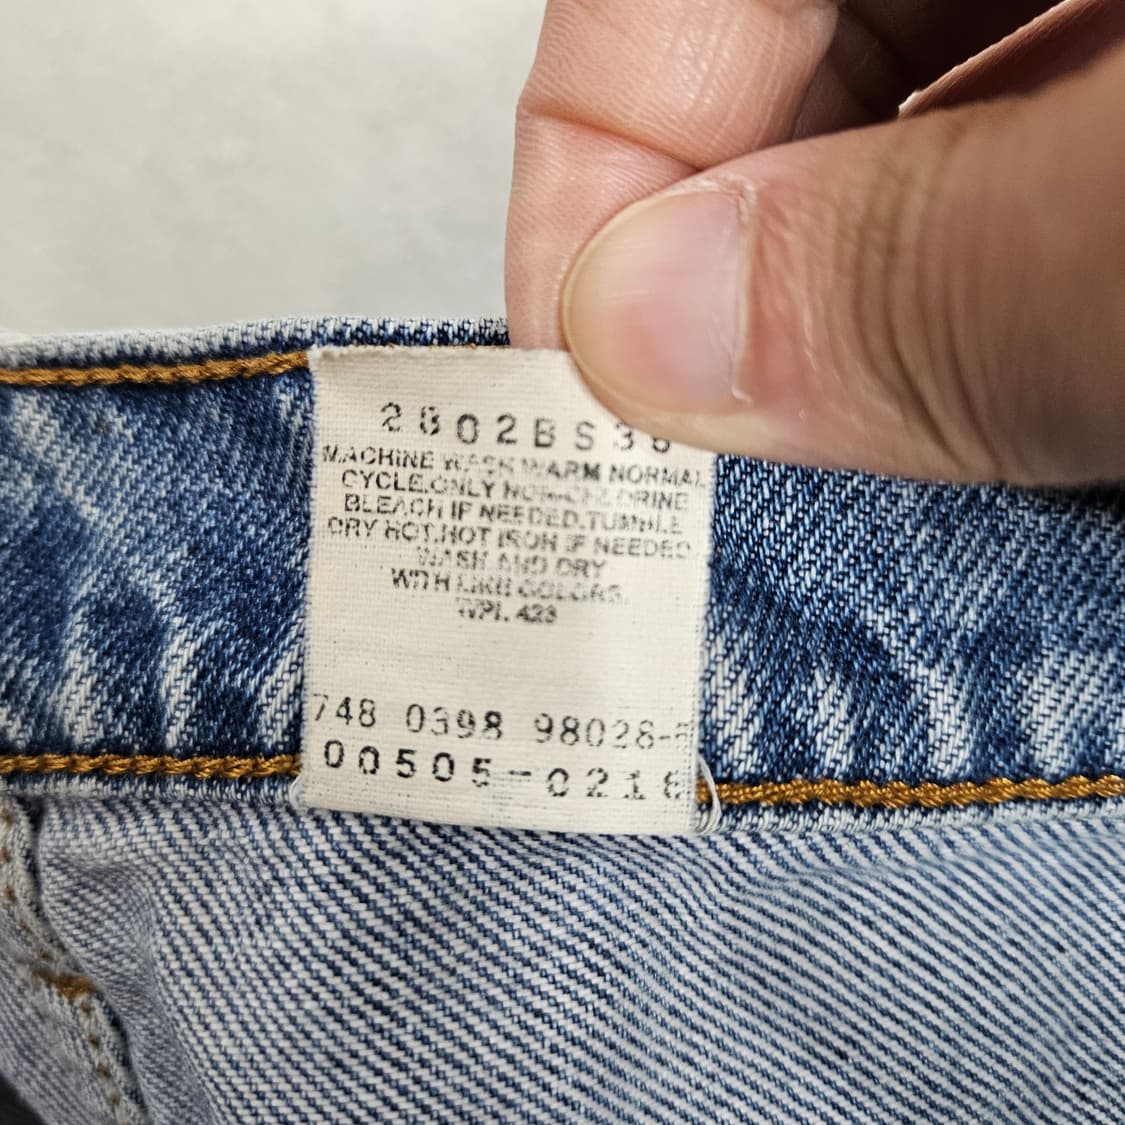 2802BS36
MACHINE WASH WARM NORMAL
CYCLE.ONLY NON-CHLORINE
BLEACH IF NEEDED.TUMBLE
DRY HOT.HOT IRON IF NEEDED
WASH AND DRY
WITH LIKE COLORS.
WPL 423
748 0398 98028-
00505-0216